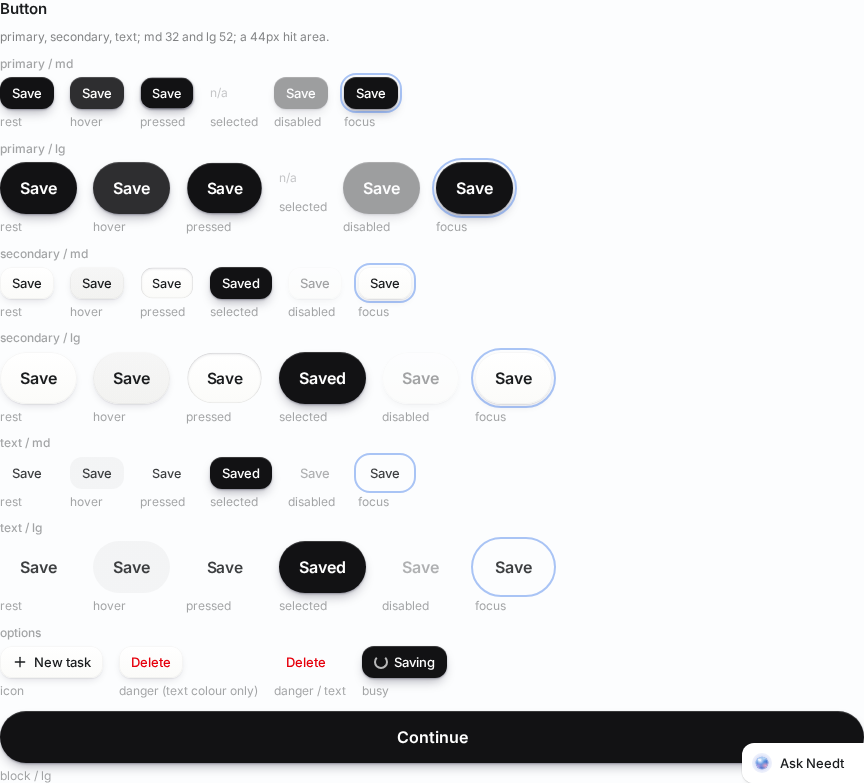 Button
primary, secondary, text; md 32 and lg 52; a 44px hit area.
primary / md
Save Save Save n/a Save Save
rest hover pressed selected disabled focus
primary / lg
Save Save Save n/a Save Save
rest hover pressed selected disabled focus
secondary / md
Save Save Save Saved Save Save
rest hover pressed selected disabled focus
secondary / lg
Save Save Save Saved Save Save
rest hover pressed selected disabled focus
text / md
Save Save Save Saved Save Save
rest hover pressed selected disabled focus
text / lg
Save Save Save Saved Save Save
rest hover pressed selected disabled focus
options
New task Delete Delete Saving
icon danger (text colour only) danger / text busy
Continue
Ask Needt
block / lg